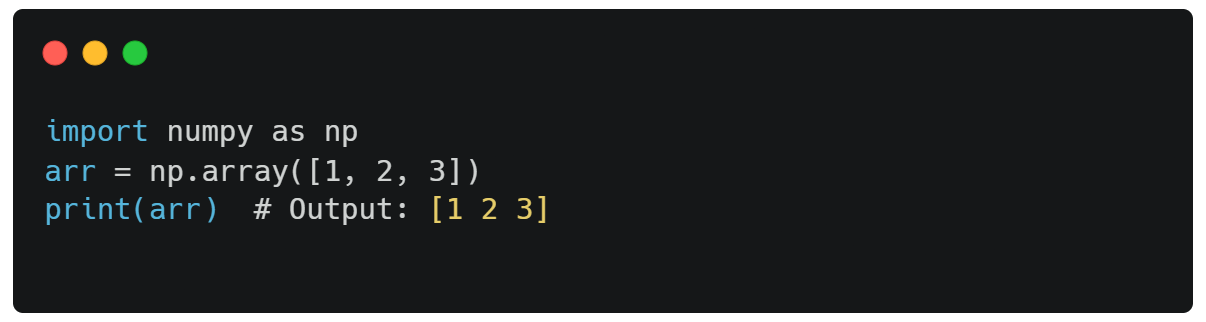 import numpy as np
arr = np.array([1, 2, 3])
print(arr)  # Output: [1 2 3]